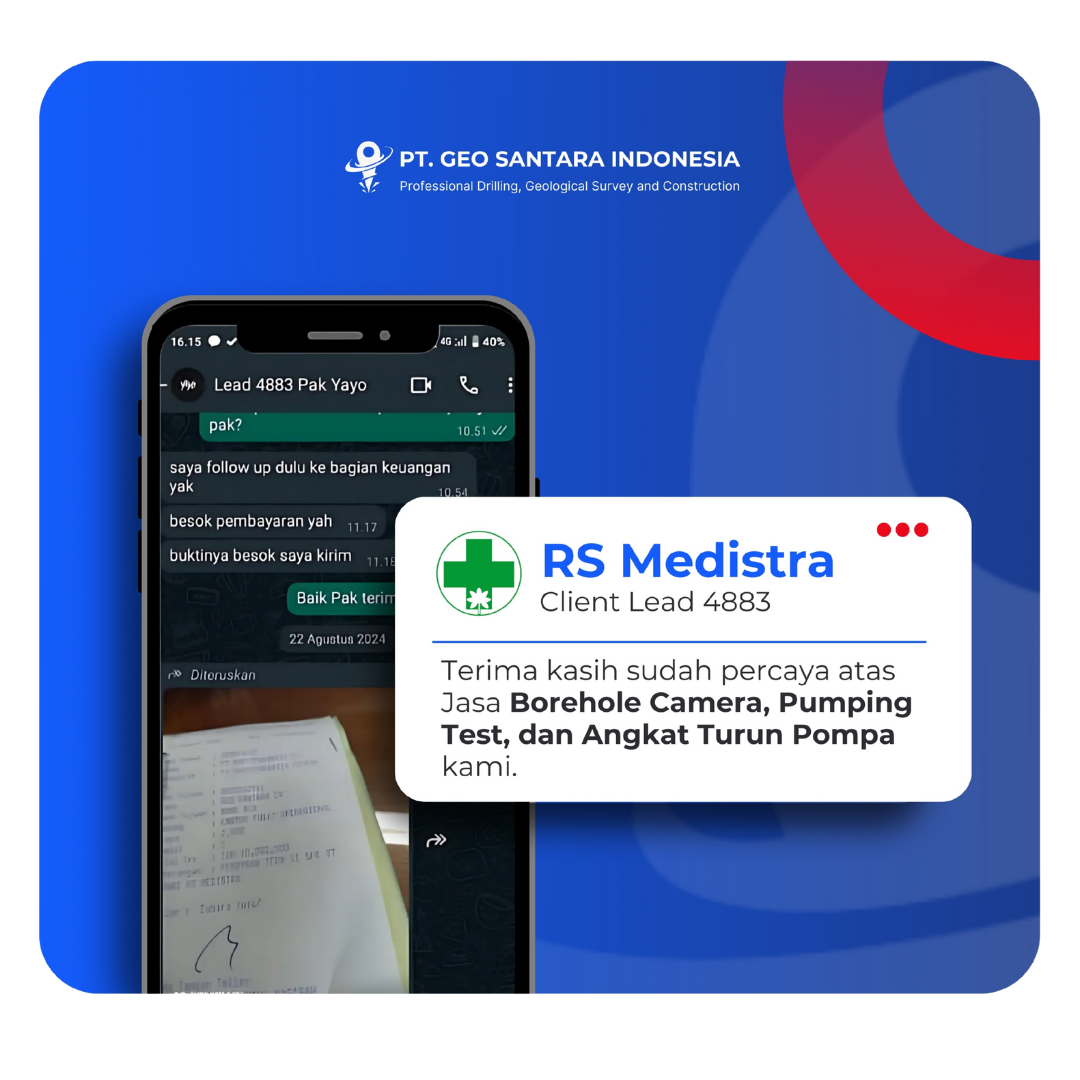 PT. GEO SANTARA INDONESIA
Professional Drilling, Geological Survey and Construction
16.15 4G 40%
yayo Lead 4883 Pak Yayo
pak?
10.51
saya follow up dulu ke bagian keuangan
yak
10.54
besok pembayaran yah 11.17
buktinya besok saya kirim 11.18
Baik Pak terim
22 Agustus 2024
Diteruskan
RS Medistra
Client Lead 4883
Terima kasih sudah percaya atas
Jasa Borehole Camera, Pumping
Test, dan Angkat Turun Pompa
kami.